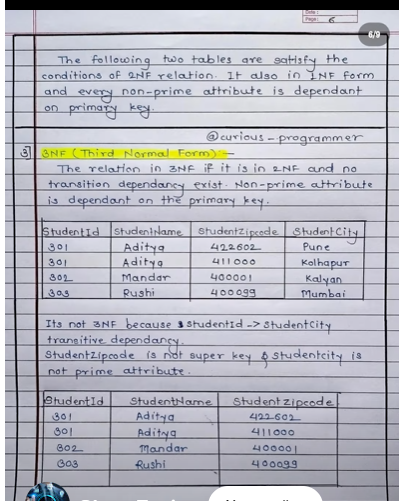 Date :
Page : 6
6/9
The following two tables are satisfy the
conditions of 2NF relation. It also in 1NF form
and every non-prime attribute is dependant
on primary key.
@curious-programmer
3] 3NF (Third Normal Form):-
The relation in 3NF if it is in 2NF and no
transition dependancy exist. Non-prime attribute
is dependant on the primary key.
StudentId StudentName StudentZipcode StudentCity
301 Aditya 422602 Pune
301 Aditya 411000 Kolhapur
302 Mandar 400001 Kalyan
303 Rushi 400099 Mumbai
Its not 3NF because studentId -> studentCity
transitive dependancy.
StudentZipcode is not super key & studentcity is
not prime attribute.
StudentId StudentName Student zipcode
301 Aditya 422602
301 Aditya 411000
302 Mandar 400001
303 Rushi 400099